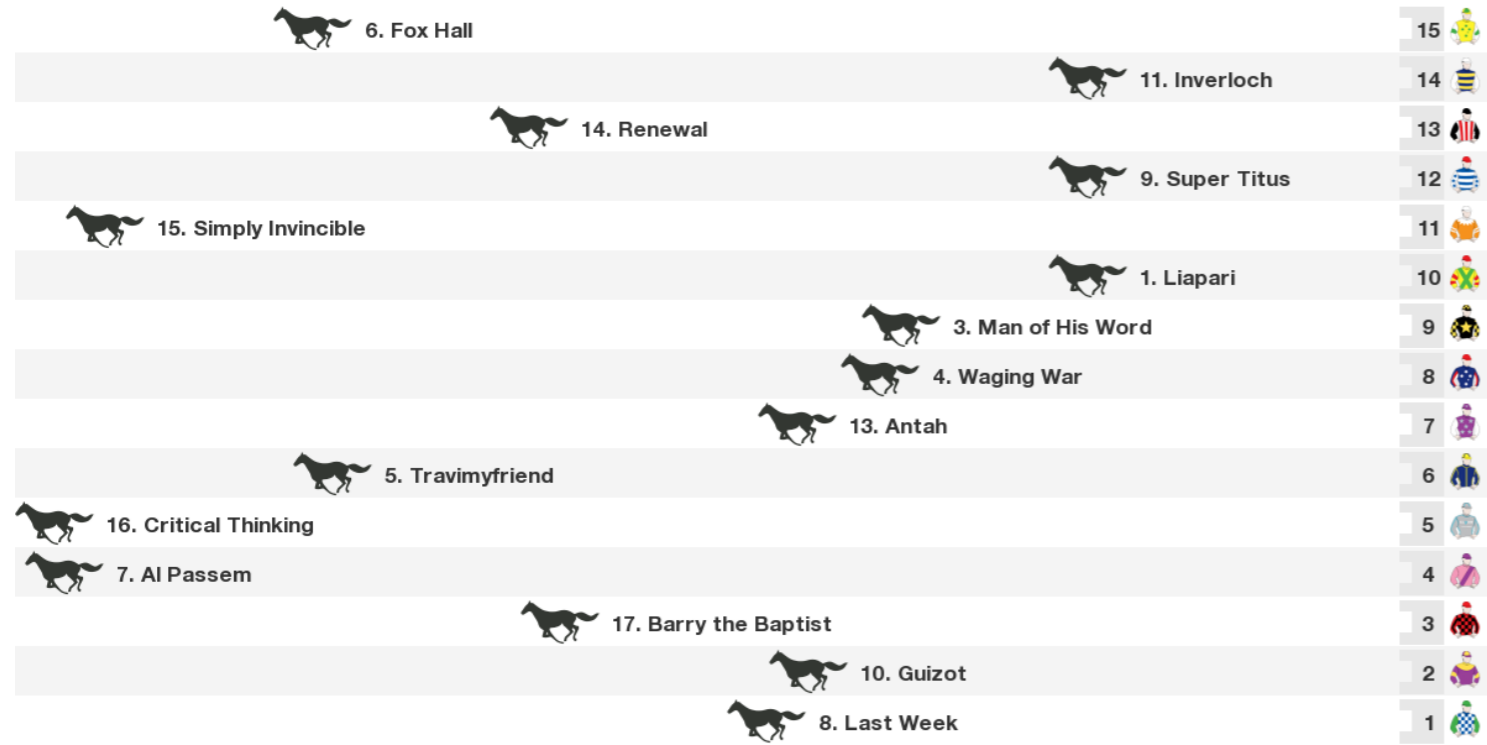 6. Fox Hall 15
11. Inverloch 14
14. Renewal 13
9. Super Titus 12
15. Simply Invincible 11
1. Liapari 10
3. Man of His Word 9
4. Waging War 8
13. Antah 7
5. Travimyfriend 6
16. Critical Thinking 5
7. Al Passem 4
17. Barry the Baptist 3
10. Guizot 2
8. Last Week 1